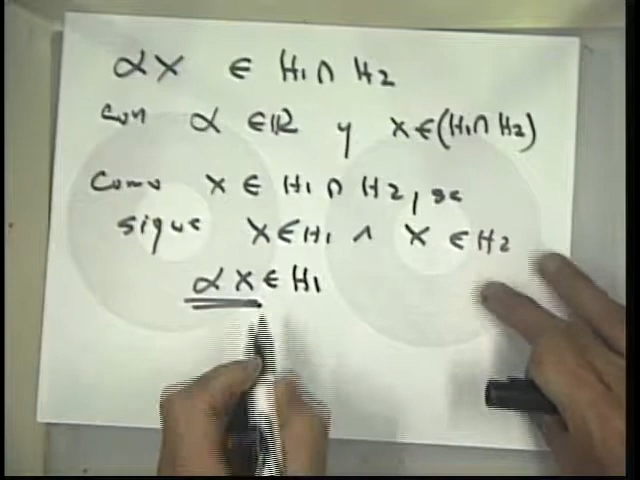 αx ∈ H1 ∩ H2
con α ∈ ℝ y x ∈ (H1 ∩ H2)
Como x ∈ H1 ∩ H2, se
sigue x ∈ H1 ∧ x ∈ H2
αx ∈ H1